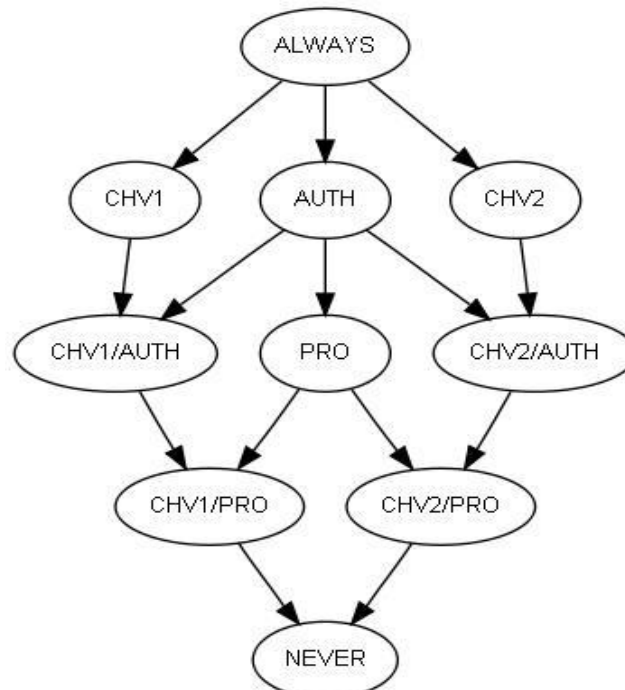 ALWAYS
CHV1
AUTH
CHV2
CHV1/AUTH
PRO
CHV2/AUTH
CHV1/PRO
CHV2/PRO
NEVER